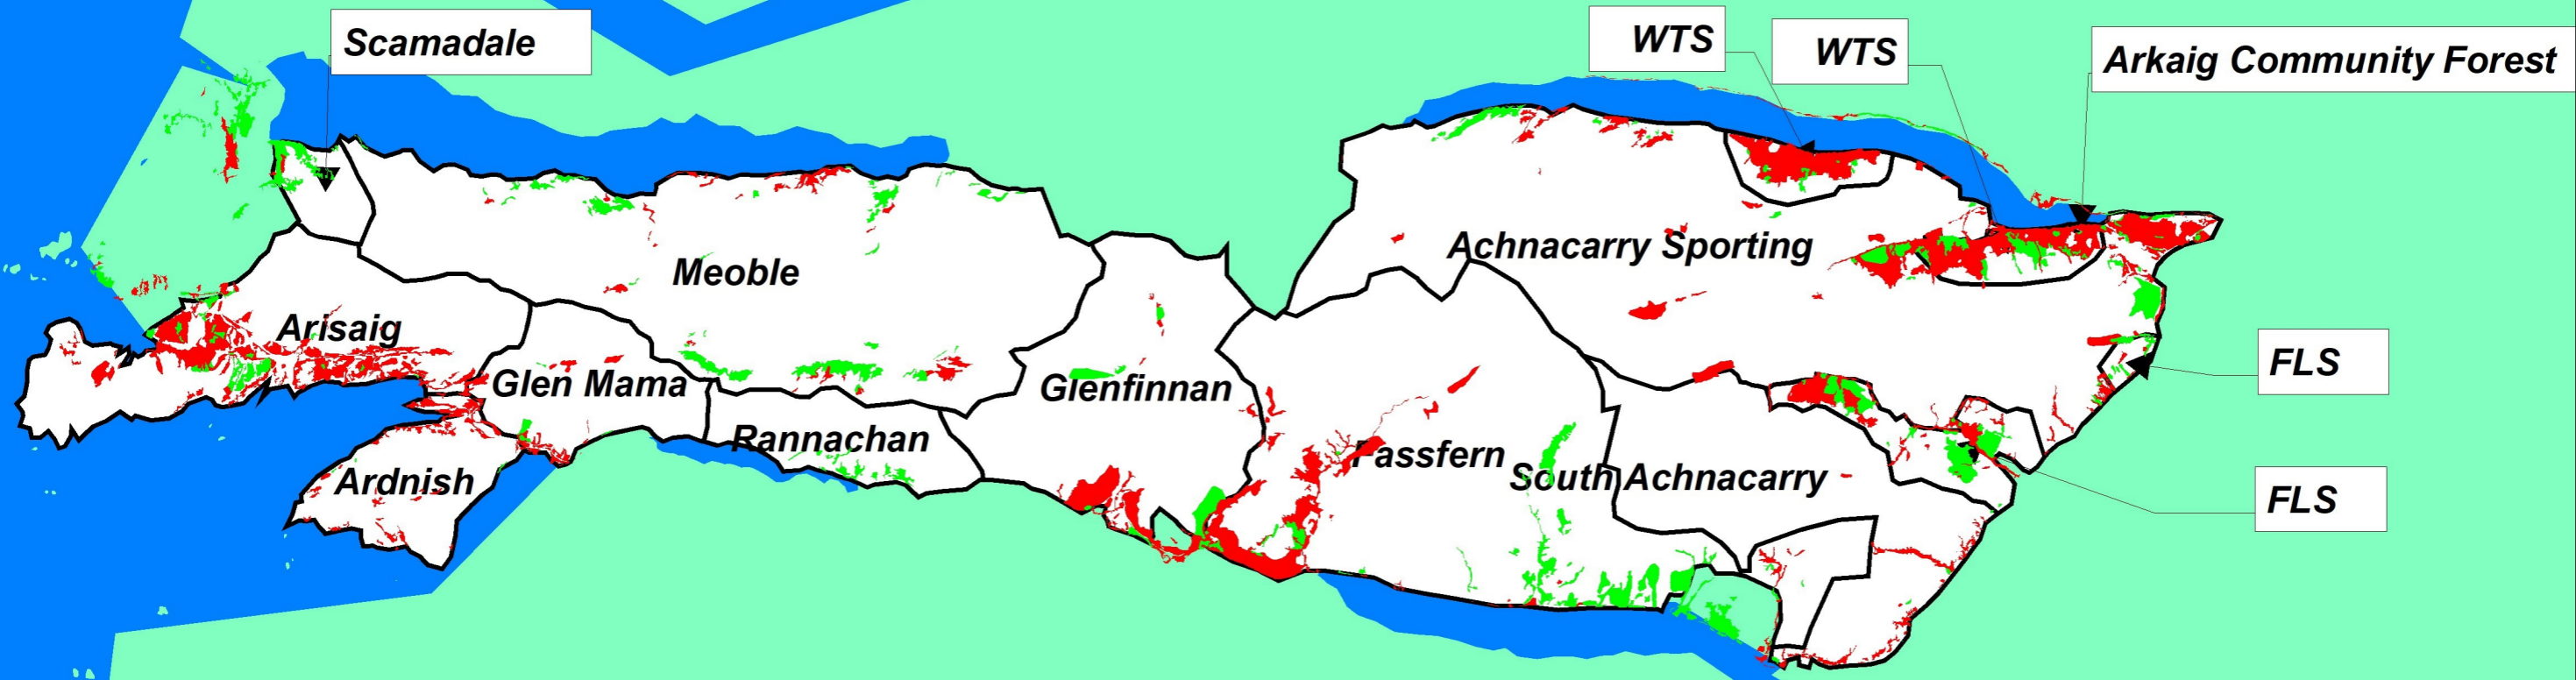 Scamadale
WTS
WTS
Arkaig Community Forest
Achnacarry Sporting
Meoble
Arisaig
FLS
Glen Mama
Glenfinnan
Rannachan
Fassfern
South Achnacarry
Ardnish
FLS